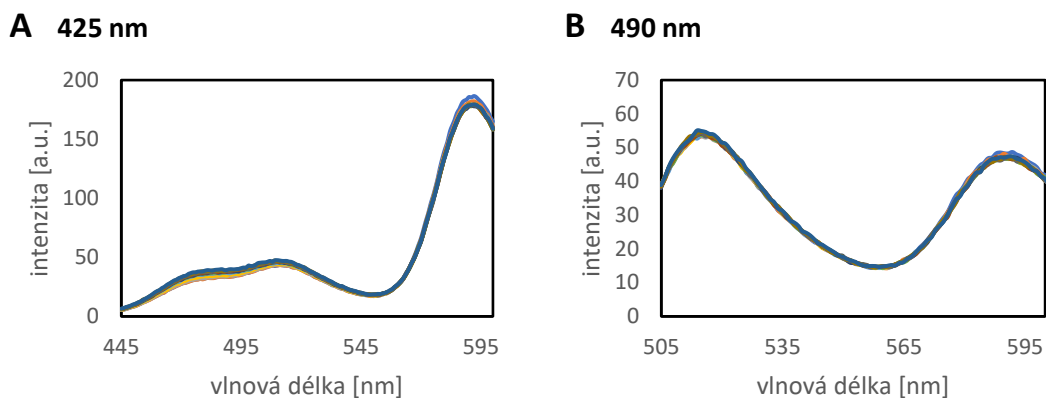 A 425 nm
200
150
100
50
0
445 495 545 595
intenzita [a.u.]
vlnová délka [nm]
B 490 nm
70
60
50
40
30
20
10
0
505 535 565 595
intenzita [a.u.]
vlnová délka [nm]